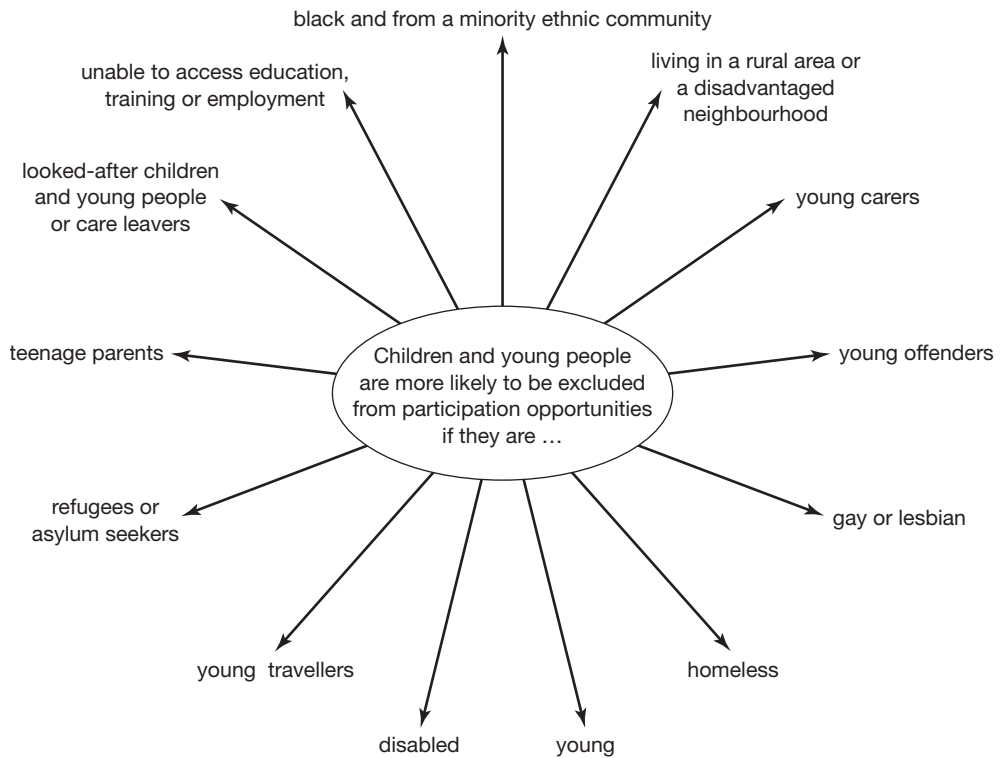 black and from a minority ethnic community
living in a rural area or
a disadvantaged
neighbourhood
unable to access education,
training or employment
looked-after children
and young people
or care leavers
young carers
teenage parents
Children and young people
are more likely to be excluded
from participation opportunities
if they are …
young offenders
refugees or
asylum seekers
gay or lesbian
young travellers
homeless
disabled
young